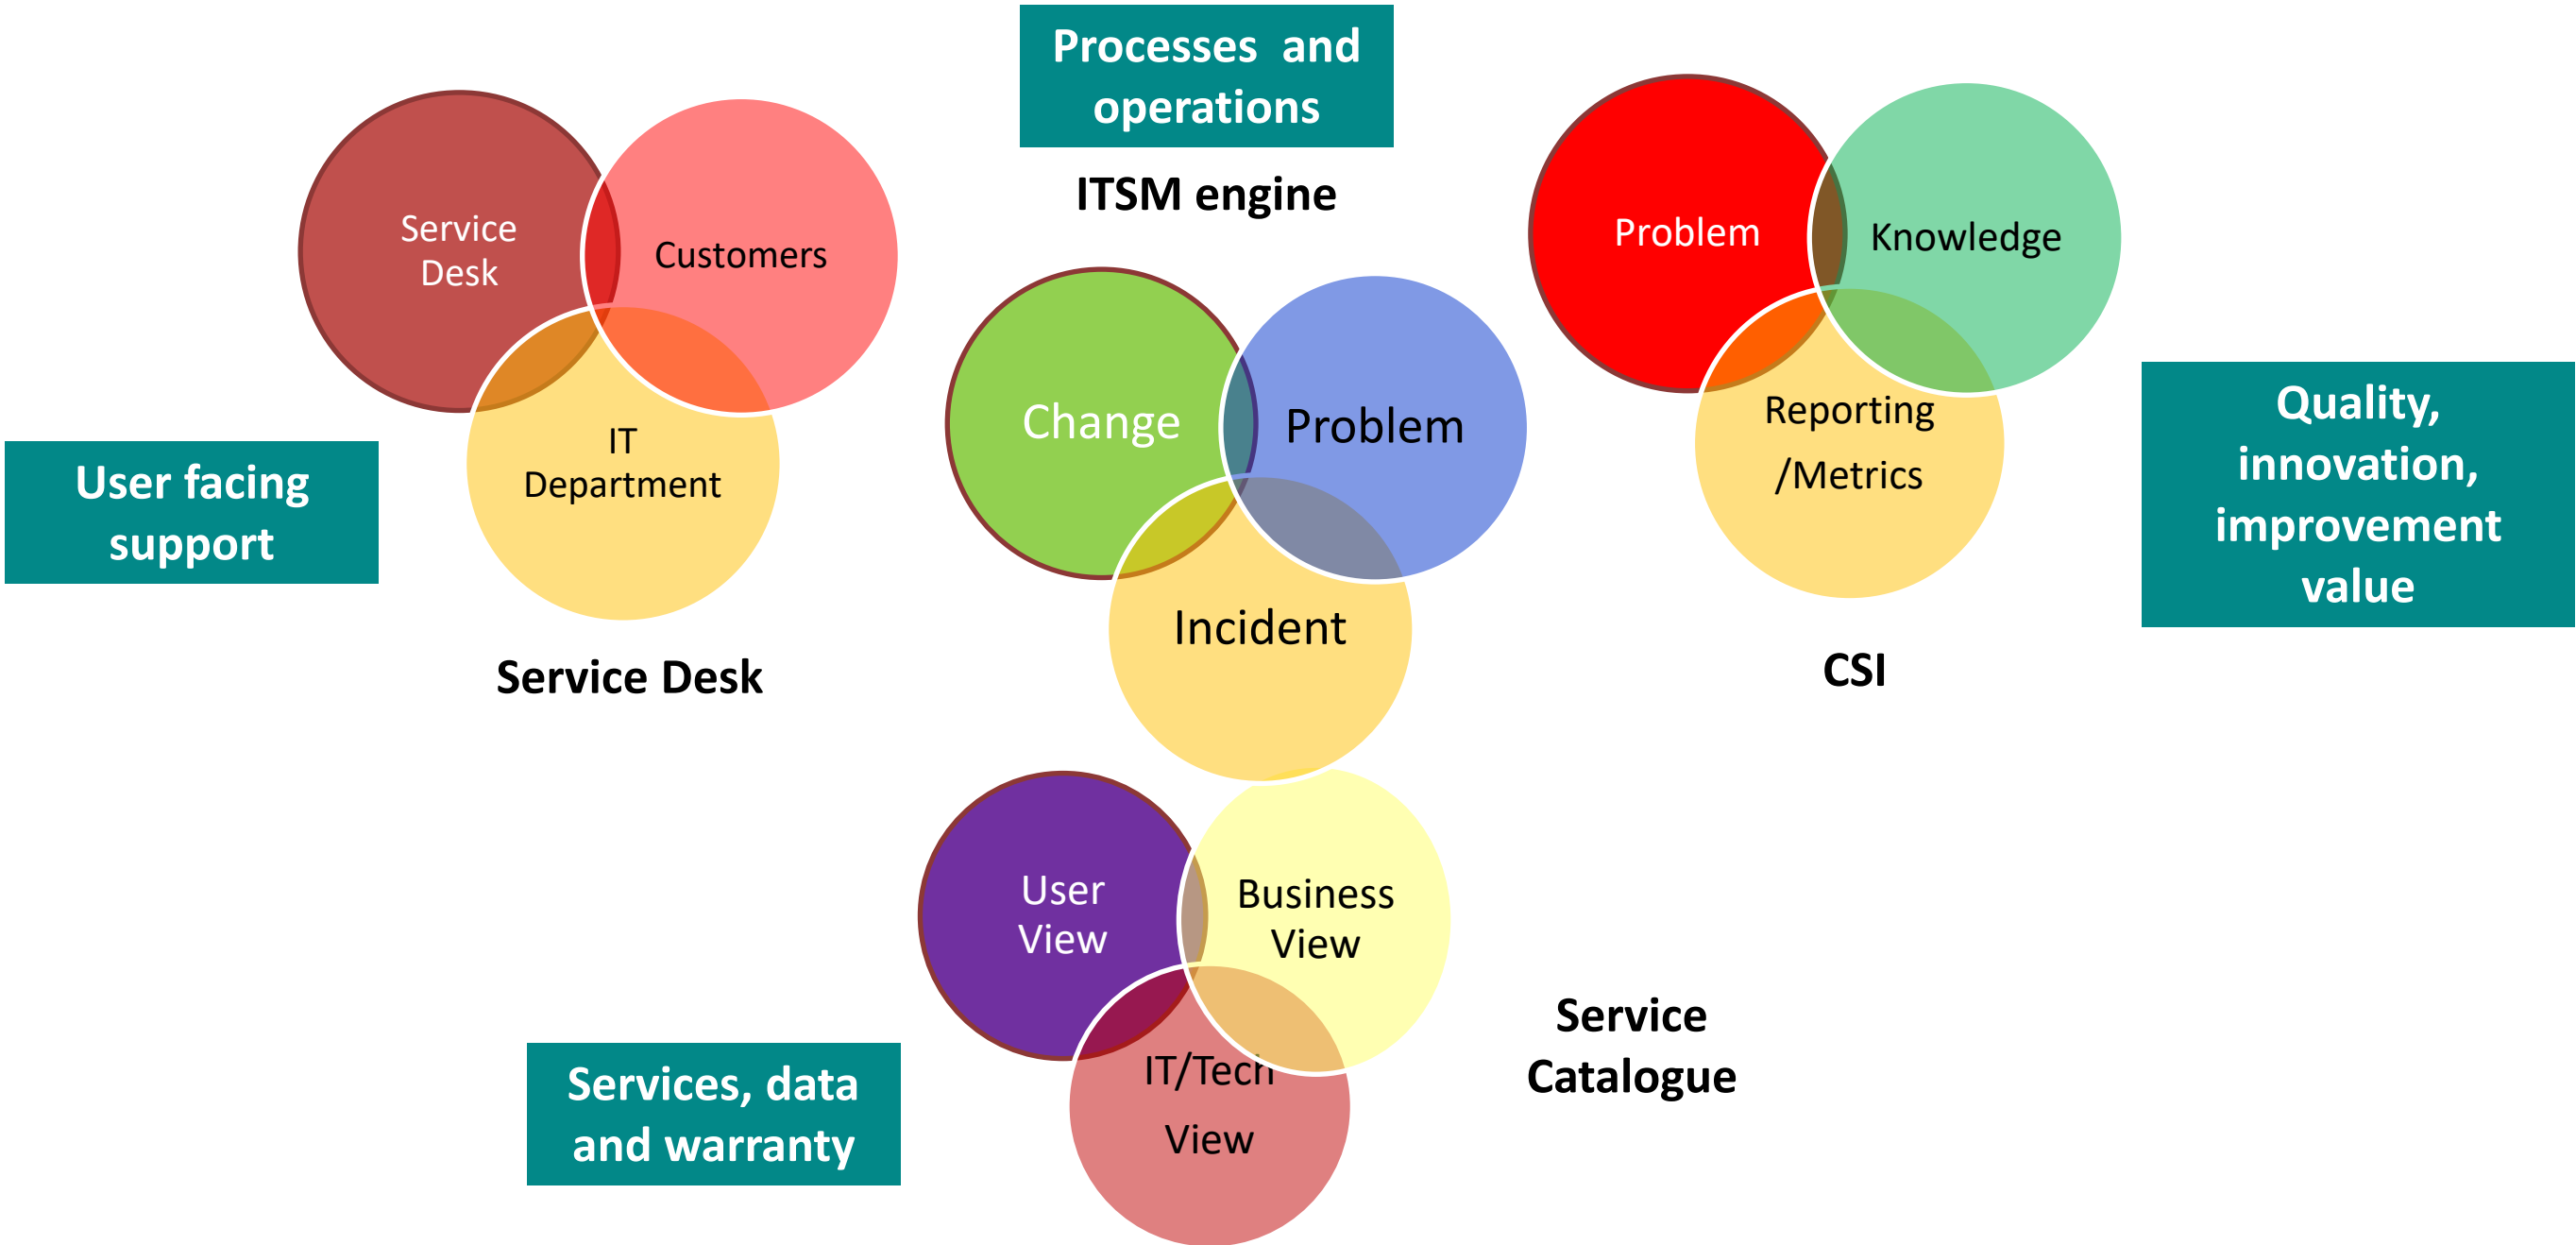 Processes and
operations
ITSM engine
Service
Desk
Customers
IT
Department
User facing
support
Service Desk
Change
Problem
Incident
Problem
Knowledge
Reporting
/Metrics
CSI
Quality,
innovation,
improvement
value
User
View
Business
View
IT/Tech
View
Service
Catalogue
Services, data
and warranty